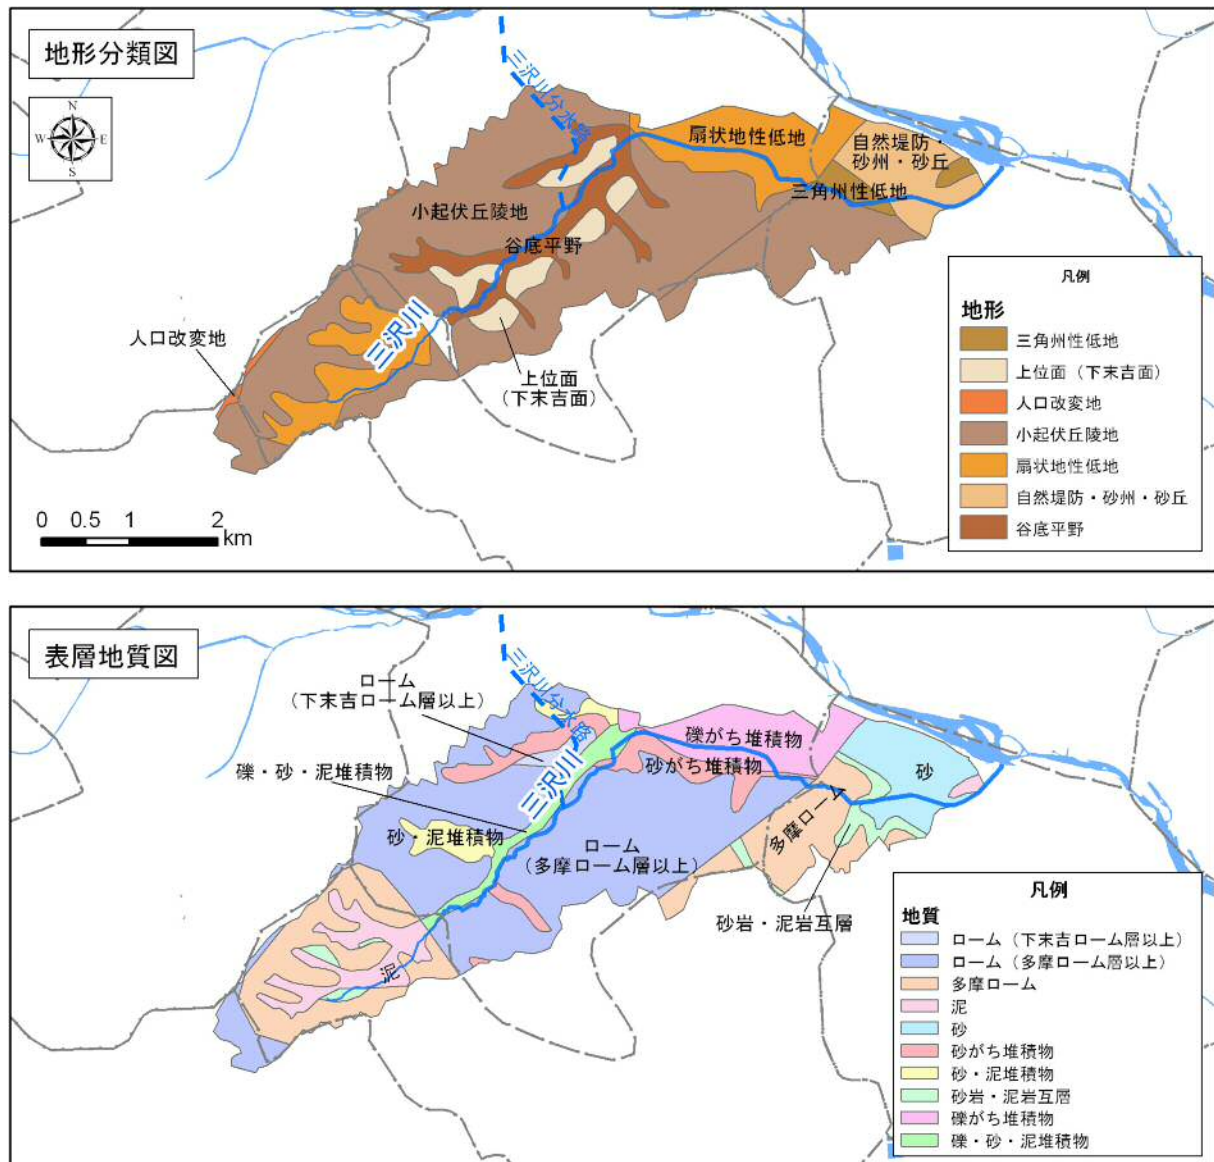 地形分類図
N
W
E
S
三沢川分水路
扇状地性低地
自然堤防・
砂州・砂丘
三角州性低地
小起伏丘陵地
谷底平野
三沢川
人口改変地
上位面
(下末吉面)
0 0.5 1 2
km
凡例
地形
三角州性低地
上位面（下末吉面）
人口改変地
小起伏丘陵地
扇状地性低地
自然堤防・砂州・砂丘
谷底平野
表層地質図
三沢川分水路
ローム
(下末吉ローム層以上)
礫がち堆積物
礫・砂・泥堆積物
三沢川
砂がち堆積物
砂
砂・泥堆積物
ローム
(多摩ローム層以上)
多摩ローム
砂岩・泥岩互層
泥
凡例
地質
ローム（下末吉ローム層以上）
ローム（多摩ローム層以上）
多摩ローム
泥
砂
砂がち堆積物
砂・泥堆積物
砂岩・泥岩互層
礫がち堆積物
礫・砂・泥堆積物